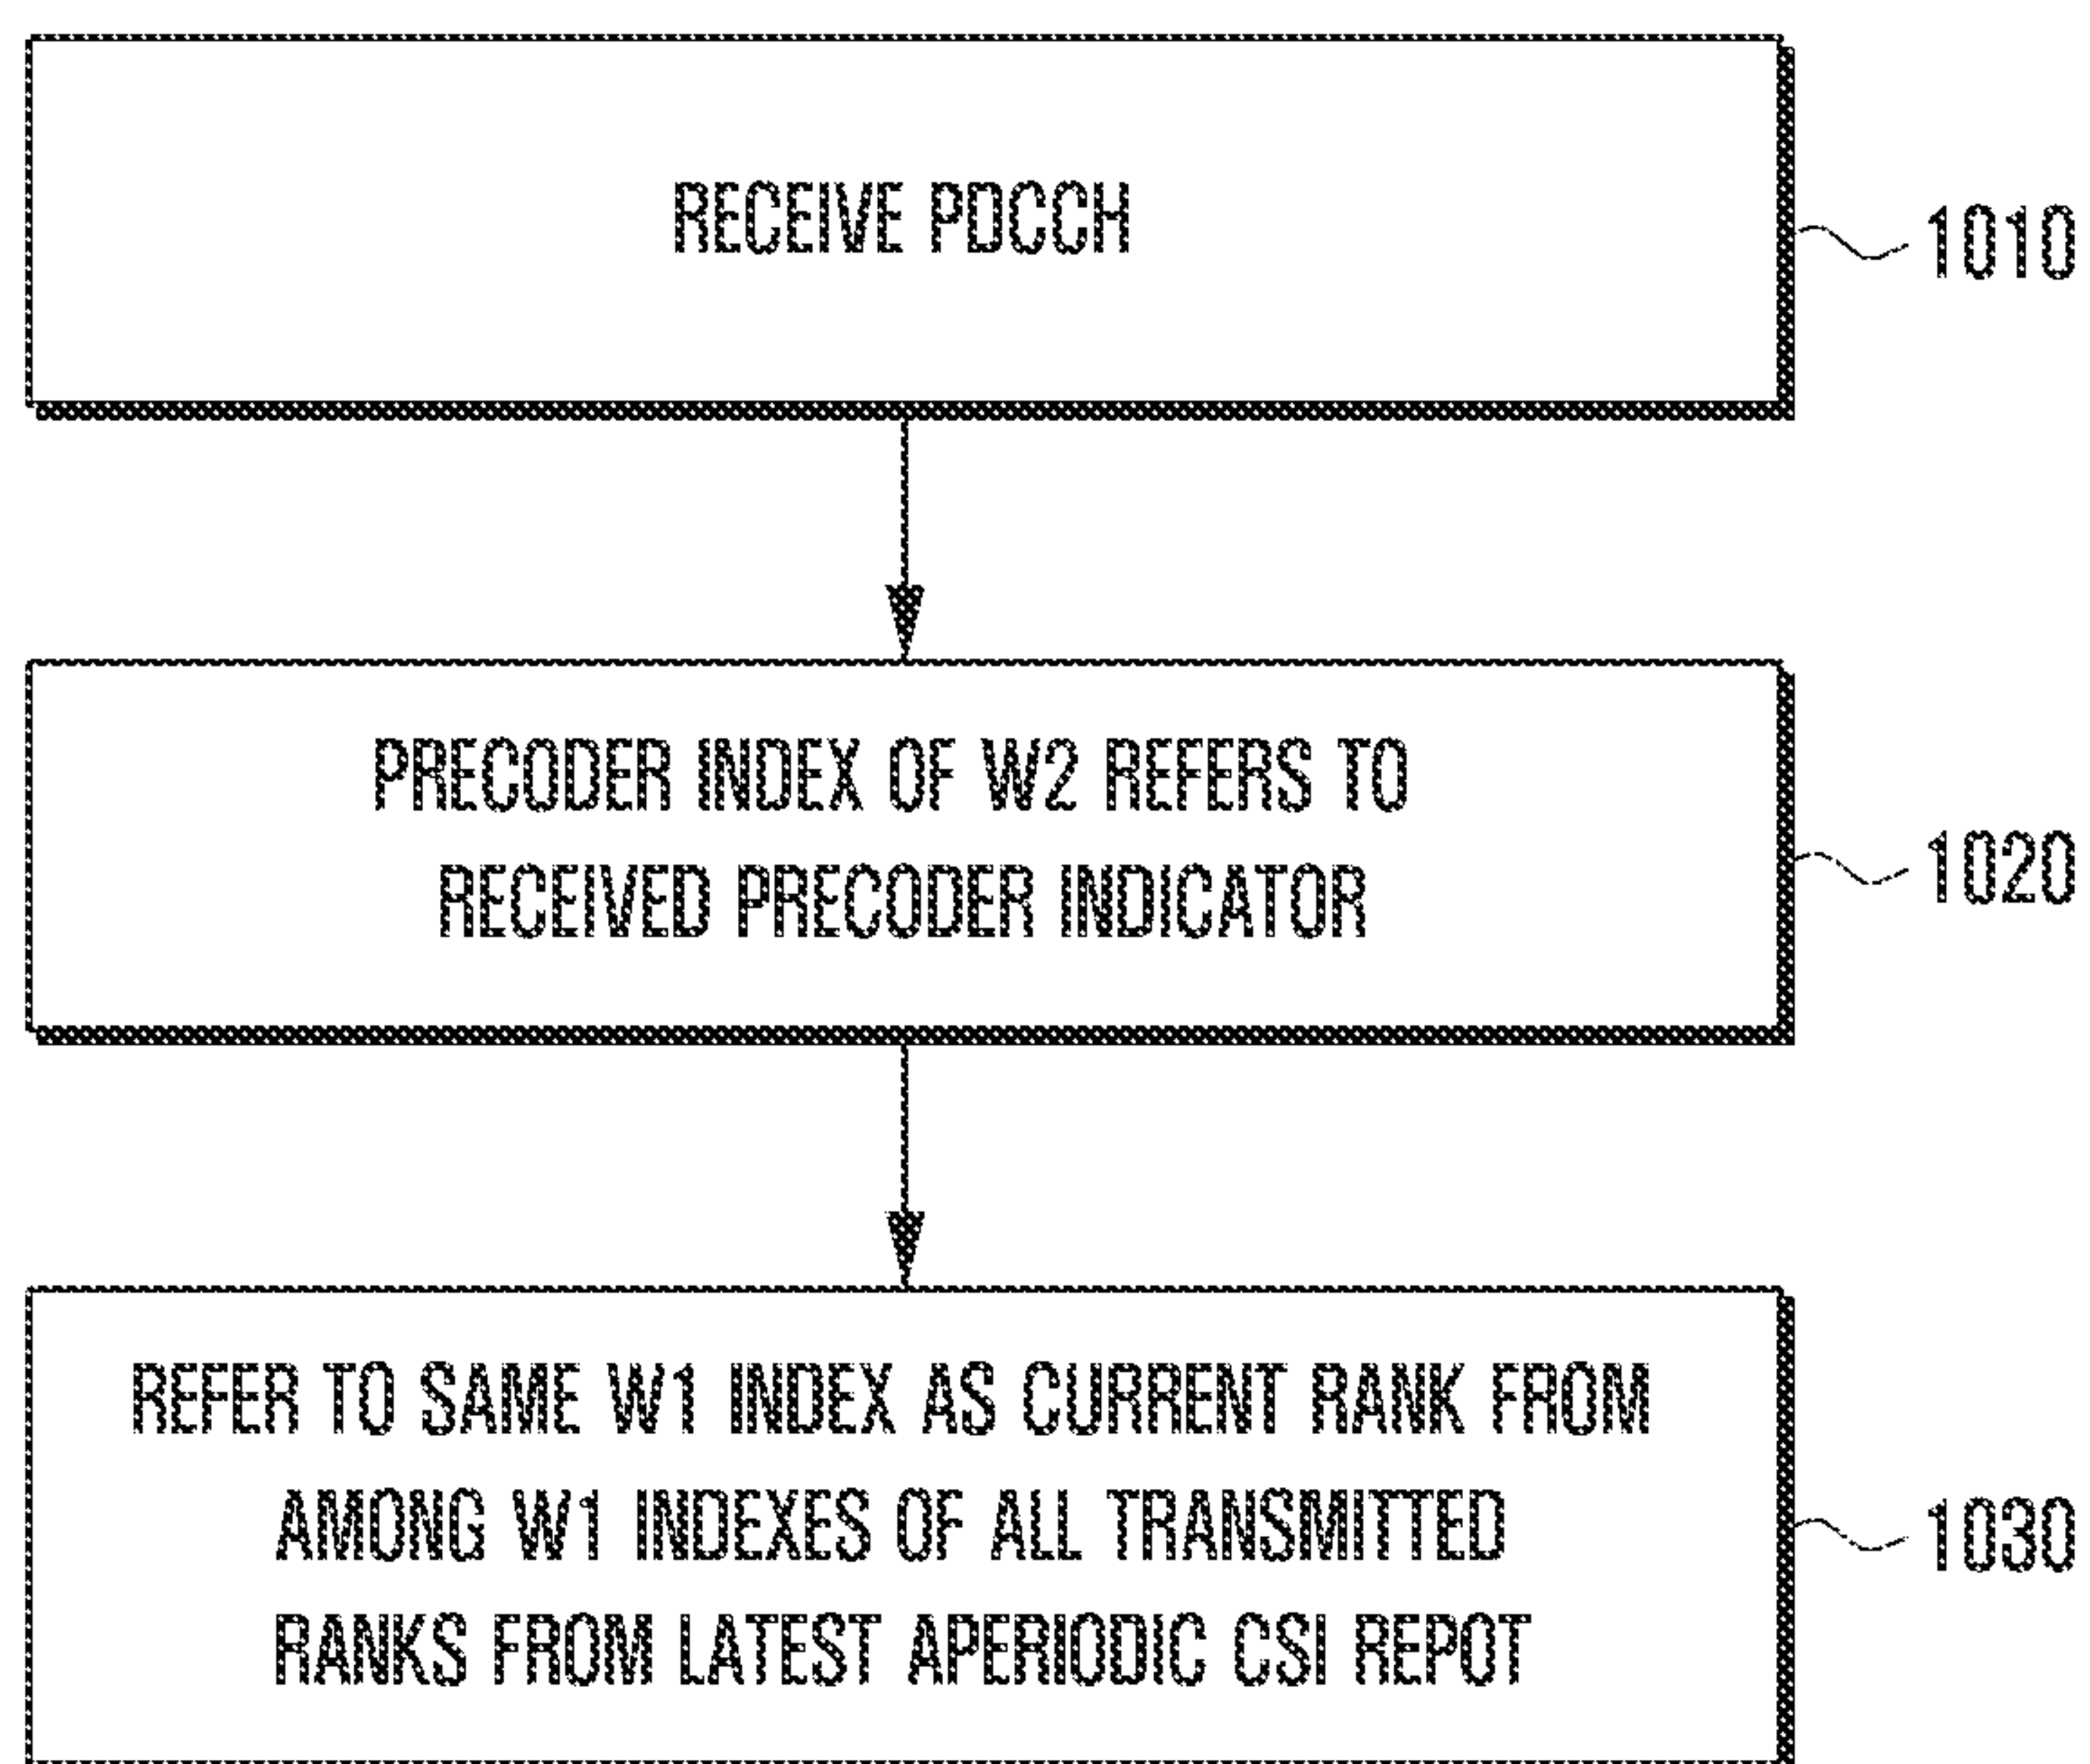 RECEIVE PDCCH
1010
PRECODER INDEX OF W2 REFERS TO
RECEIVED PRECODER INDICATOR
1020
REFER TO SAME W1 INDEX AS CURRENT RANK FROM
AMONG W1 INDEXES OF ALL TRANSMITTED
RANKS FROM LATEST APERIODIC CSI REPOT
1030